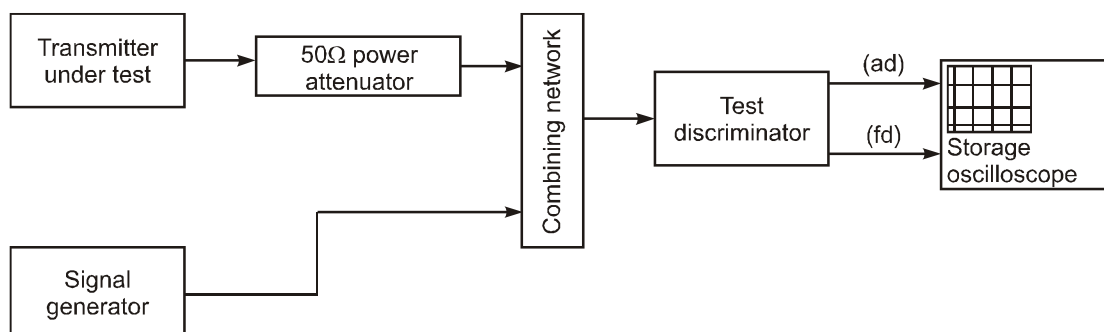 Transmitter
under test
50Ω power
attenuator
Combining network
Test
discriminator
(ad)
(fd)
Storage
oscilloscope
Signal
generator